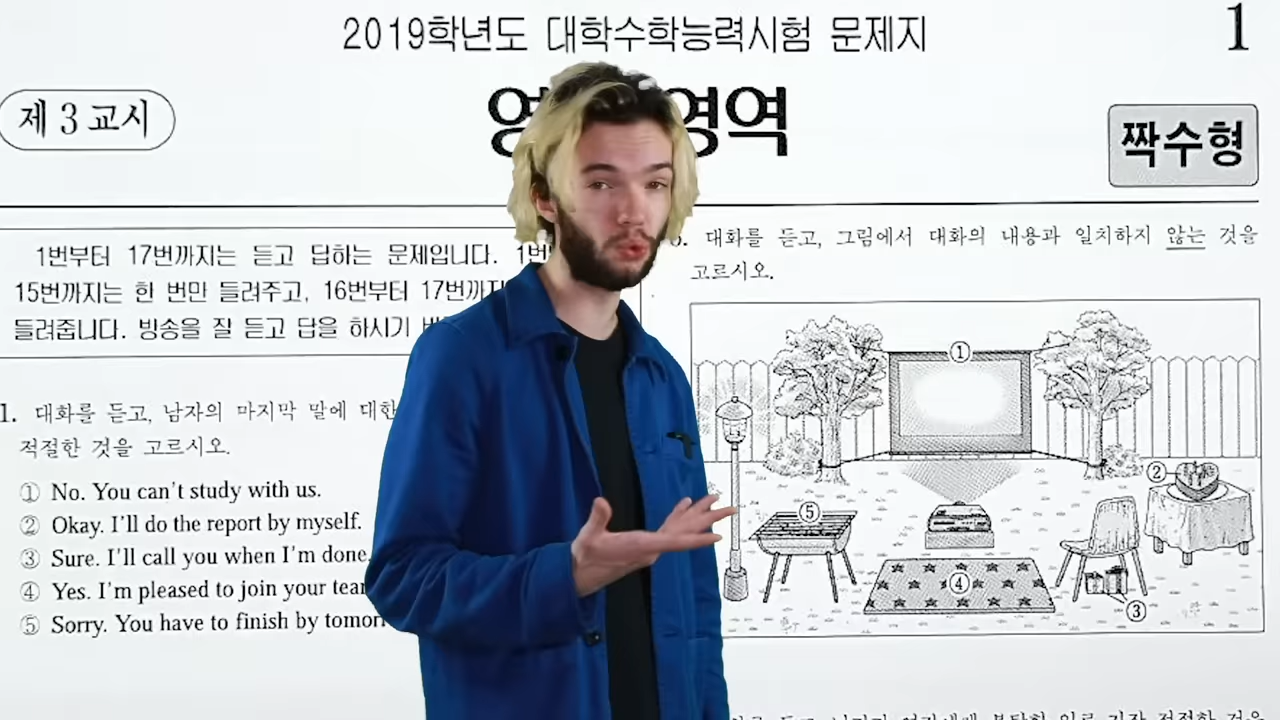 2019학년도 대학수학능력시험 문제지
1
제 3 교시
영역
짝수형
1번부터 17번까지는 듣고 답하는 문제입니다. 1번
15번까지는 한 번만 들려주고, 16번부터 17번까지
들려줍니다. 방송을 잘 듣고 답을 하시기
1. 대화를 듣고, 남자의 마지막 말에 대한
적절한 것을 고르시오.
① No. You can't study with us.
② Okay. I'll do the report by myself.
③ Sure. I'll call you when I'm done.
④ Yes. I'm pleased to join your
⑤ Sorry. You have to finish by
대화를 듣고, 그림에서 대화의 내용과 일치하지 않는 것을
고르시오.
①
②
⑤
④
③